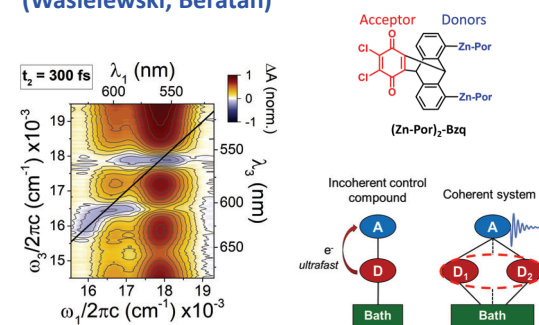 (Wasielewski, Beratan)
t₂ = 300 fs
λ₁ (nm)
600 550
ΔA (norm.)
1
0
-1
ω₃/2πc (cm⁻¹) x10⁻³
19
18
17
16
15
550
600
650
λ₃ (nm)
16 17 18 19
ω₁/2πc (cm⁻¹) x10⁻³
Acceptor Donors
O
Cl
Cl
O
Zn-Por
Zn-Por
(Zn-Por)₂-Bzq
Incoherent control
compound
A
e⁻
ultrafast
D
Bath
Coherent system
A
D₁ D₂
Bath